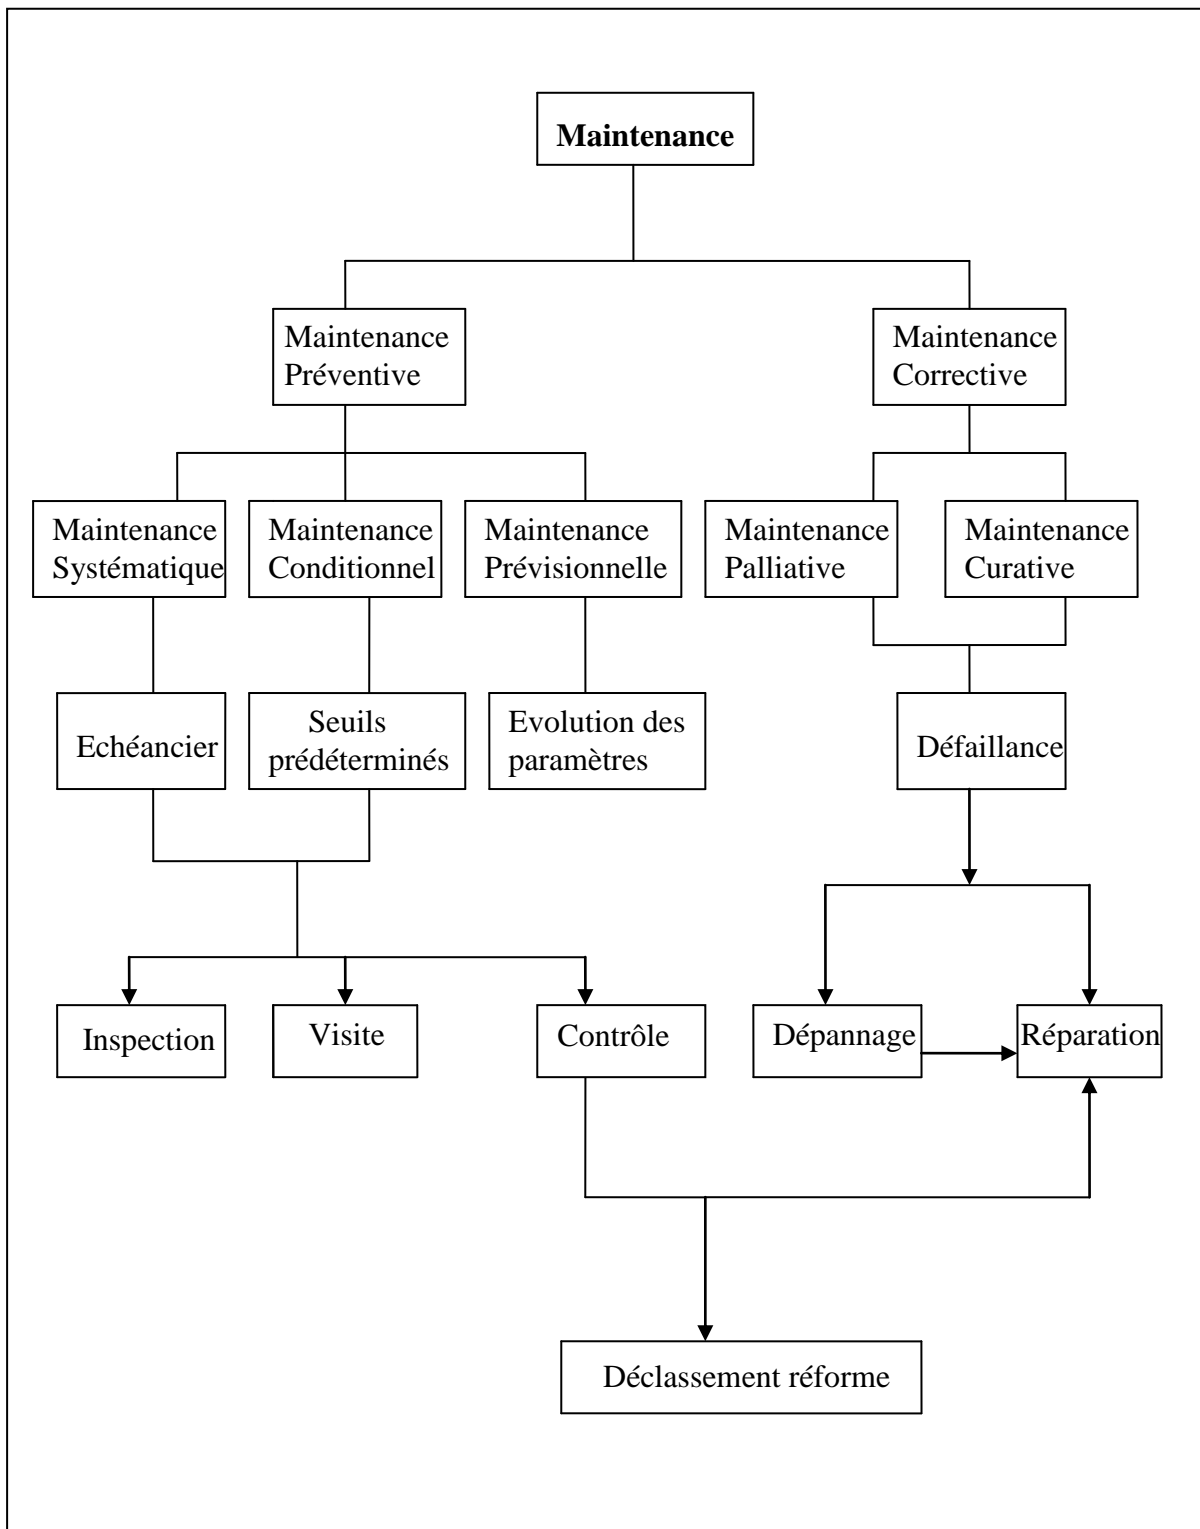 Maintenance
Maintenance
Préventive
Maintenance
Corrective
Maintenance
Systématique
Maintenance
Conditionnel
Maintenance
Prévisionnelle
Maintenance
Palliative
Maintenance
Curative
Echéancier
Seuils
prédéterminés
Evolution des
paramètres
Défaillance
Inspection
Visite
Contrôle
Dépannage
Réparation
Déclassement réforme